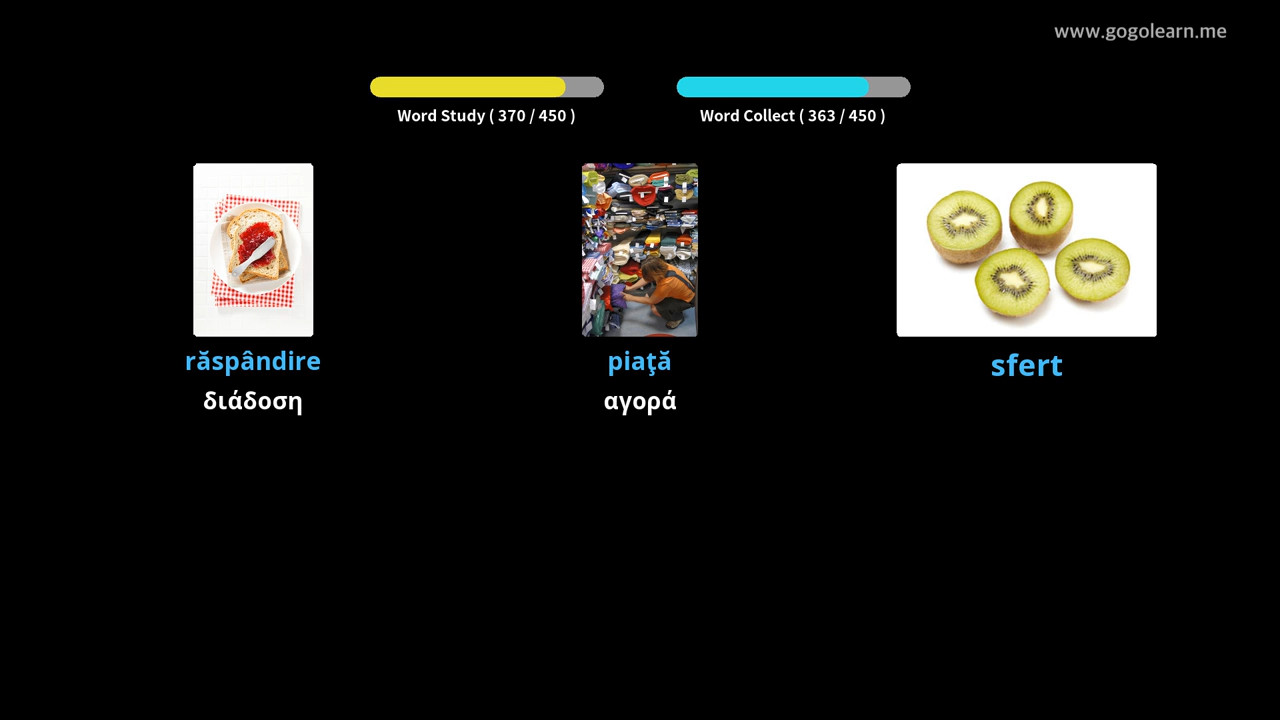 www.gogolearn.me
Word Study ( 370 / 450 )
Word Collect ( 363 / 450 )
răspândire
piaţă
sfert
διάδοση
αγορά